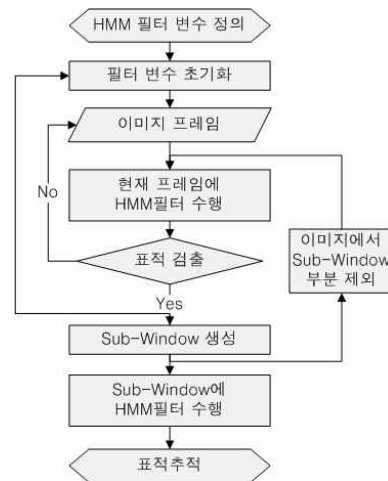 HMM 필터 변수 정의
필터 변수 초기화
이미지 프레임
No
현재 프레임에
HMM필터 수행
이미지에서
Sub-Window
부분 제외
표적 검출
Yes
Sub-Window 생성
Sub-Window에
HMM필터 수행
표적추적